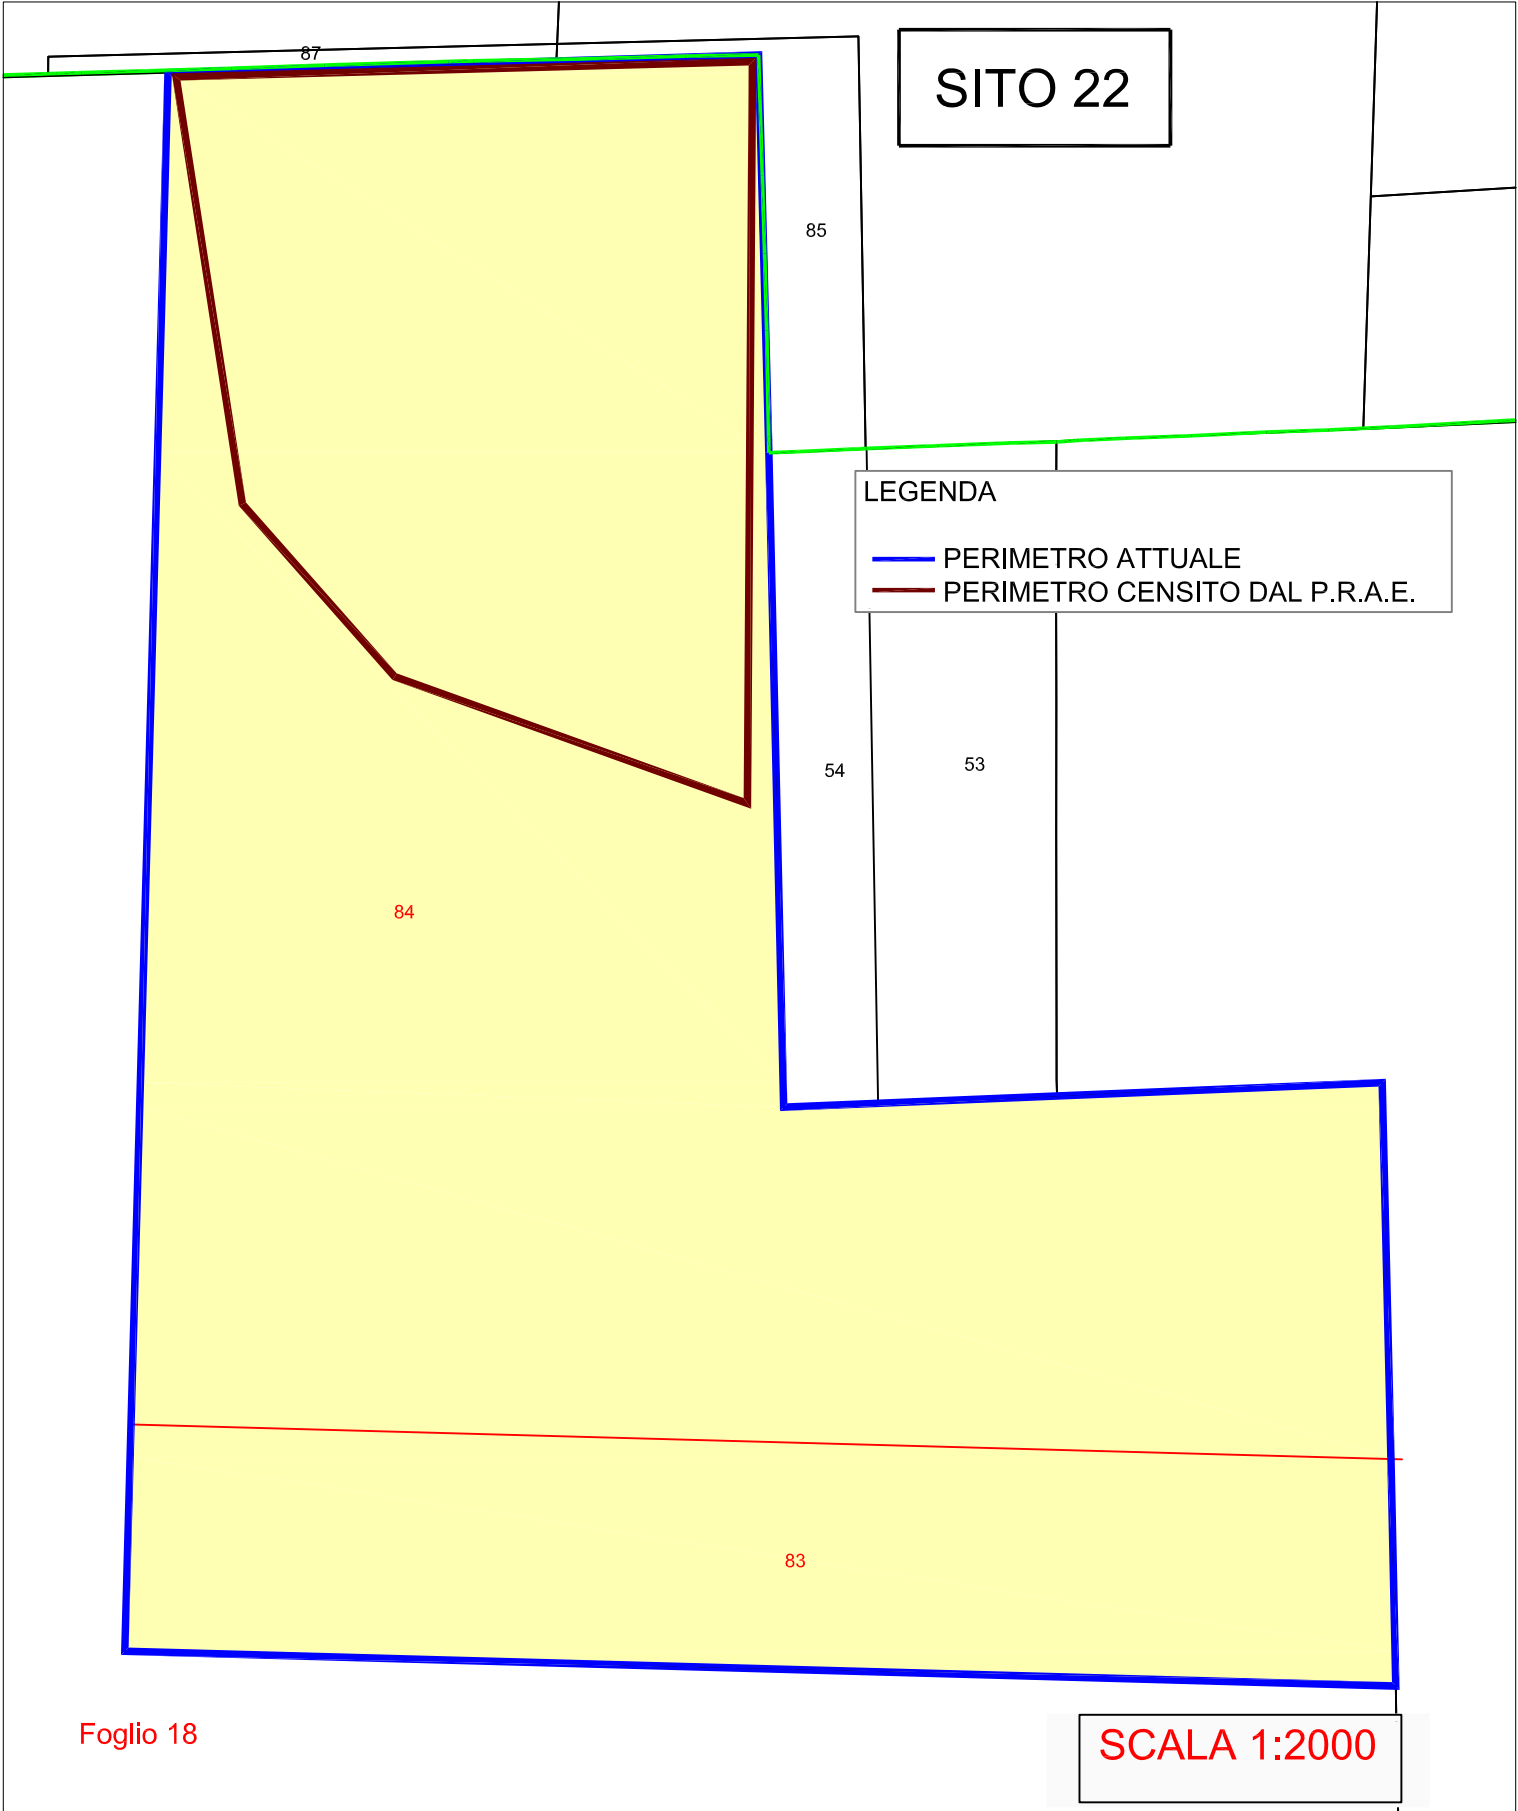 87
SITO 22
85
LEGENDA
PERIMETRO ATTUALE
PERIMETRO CENSITO DAL P.R.A.E.
54
53
84
83
Foglio 18
SCALA 1:2000